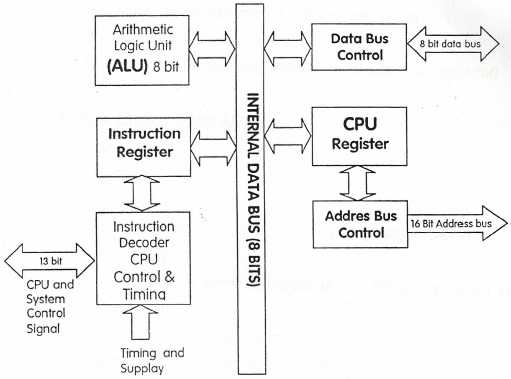 Arithmetic
Logic Unit
(ALU) 8 bit
Data Bus
Control
8 bit data bus
INTERNAL DATA BUS (8 BITS)
Instruction
Register
CPU
Register
Addres Bus
Control
16 Bit Address bus
Instruction
Decoder
CPU
Control &
Timing
13 bit
CPU and
System
Control
Signal
Timing and
Supplay